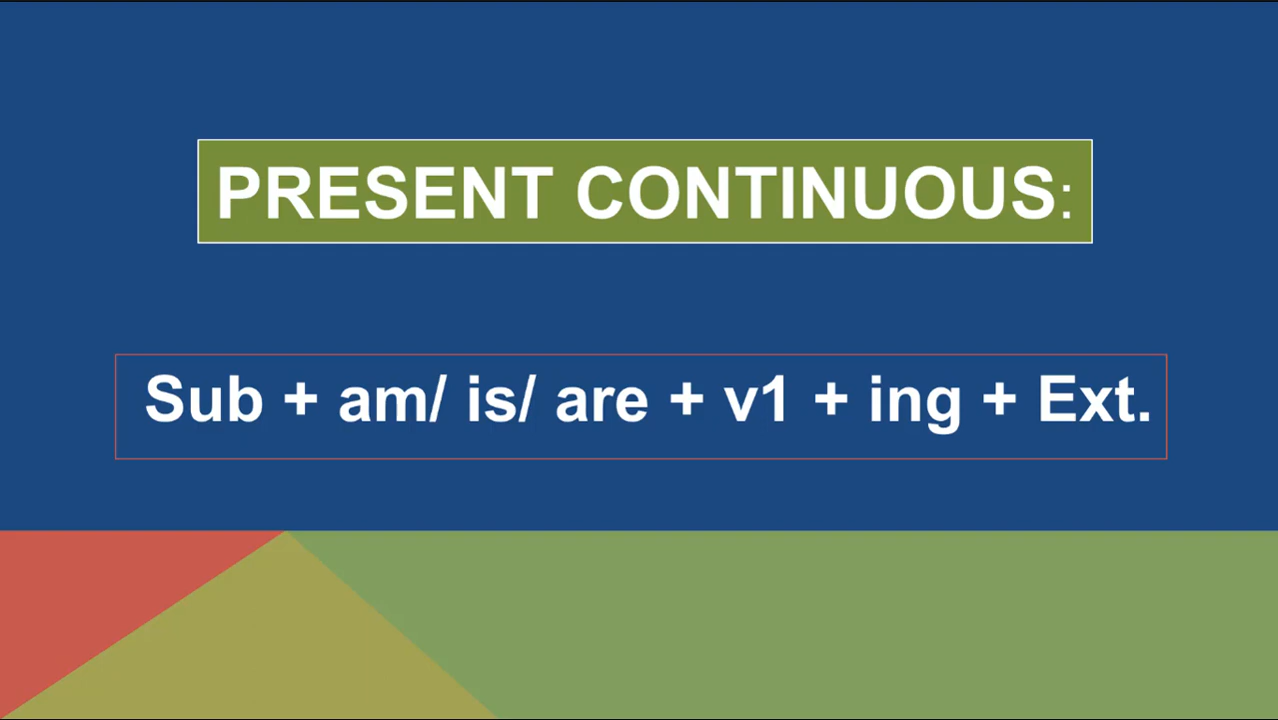 PRESENT CONTINUOUS:
Sub + am/ is/ are + v1 + ing + Ext.